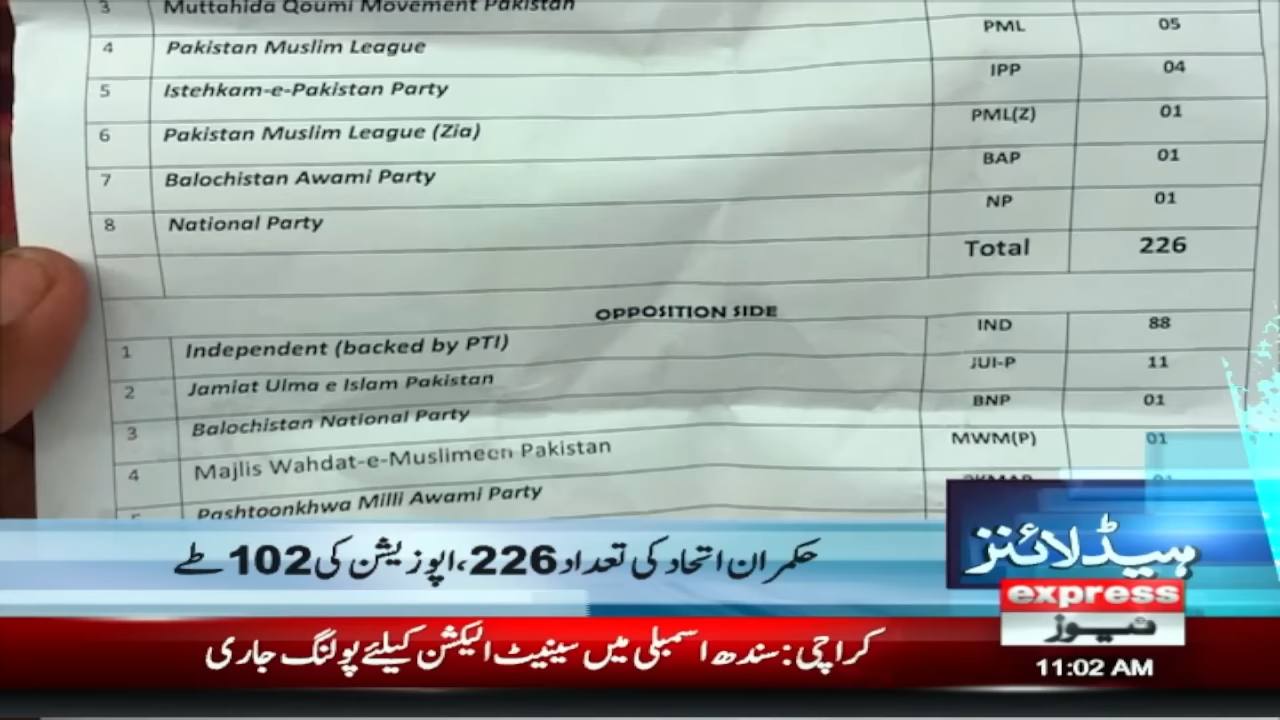 3 Muttahida Qoumi Movement Pakistan
4 Pakistan Muslim League PML 05
5 Istehkam-e-Pakistan Party IPP 04
6 Pakistan Muslim League (Zia) PML(Z) 01
7 Balochistan Awami Party BAP 01
8 National Party NP 01
Total 226
OPPOSITION SIDE
1 Independent (backed by PTI) IND 88
2 Jamiat Ulma e Islam Pakistan JUI-P 11
3 Balochistan National Party BNP 01
4 Majlis Wahdat-e-Muslimeen Pakistan MWM(P) 01
Pashtoonkhwa Milli Awami Party
حکمران اتحاد کی تعداد 226، اپوزیشن کی 102 طے
ہیڈلائنز
express
نیوز
کراچی: سندھ اسمبلی میں سینیٹ الیکشن کیلئے پولنگ جاری
11:02 AM